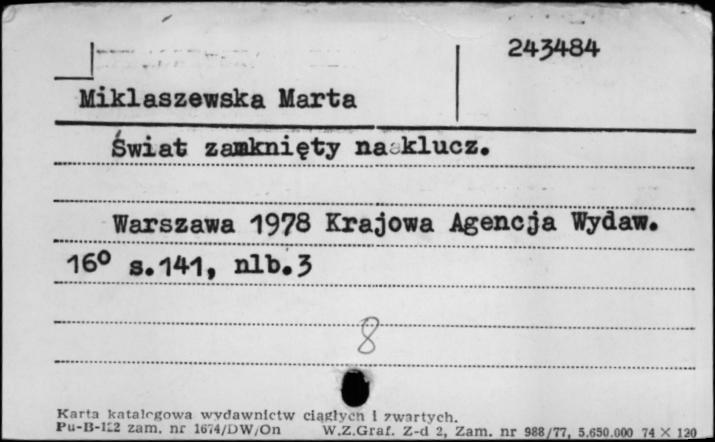 243484
Miklaszewska Marta
Świat zamknięty na klucz.
Warszawa 1978 Krajowa Agencja Wydaw.
16º s.141, nlb.3
8
Karta katalogowa wydawnictw ciągłych i zwartych.
Pu-B-122 zam. nr 1674/DW/On W.Z.Graf. Z-d 2, Zam. nr 988/77, 5.650.000 74 × 120